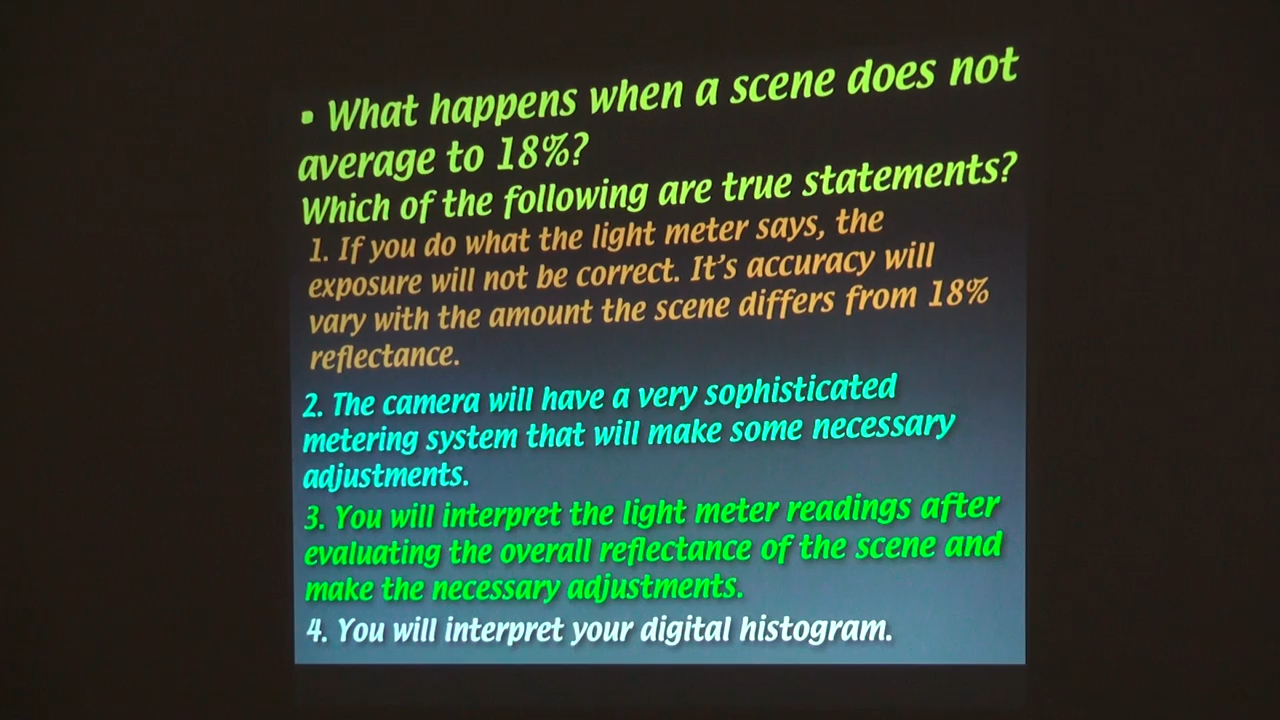 • What happens when a scene does not
average to 18%?
Which of the following are true statements?
1. If you do what the light meter says, the
exposure will not be correct. It’s accuracy will
vary with the amount the scene differs from 18%
reflectance.
2. The camera will have a very sophisticated
metering system that will make some necessary
adjustments.
3. You will interpret the light meter readings after
evaluating the overall reflectance of the scene and
make the necessary adjustments.
4. You will interpret your digital histogram.